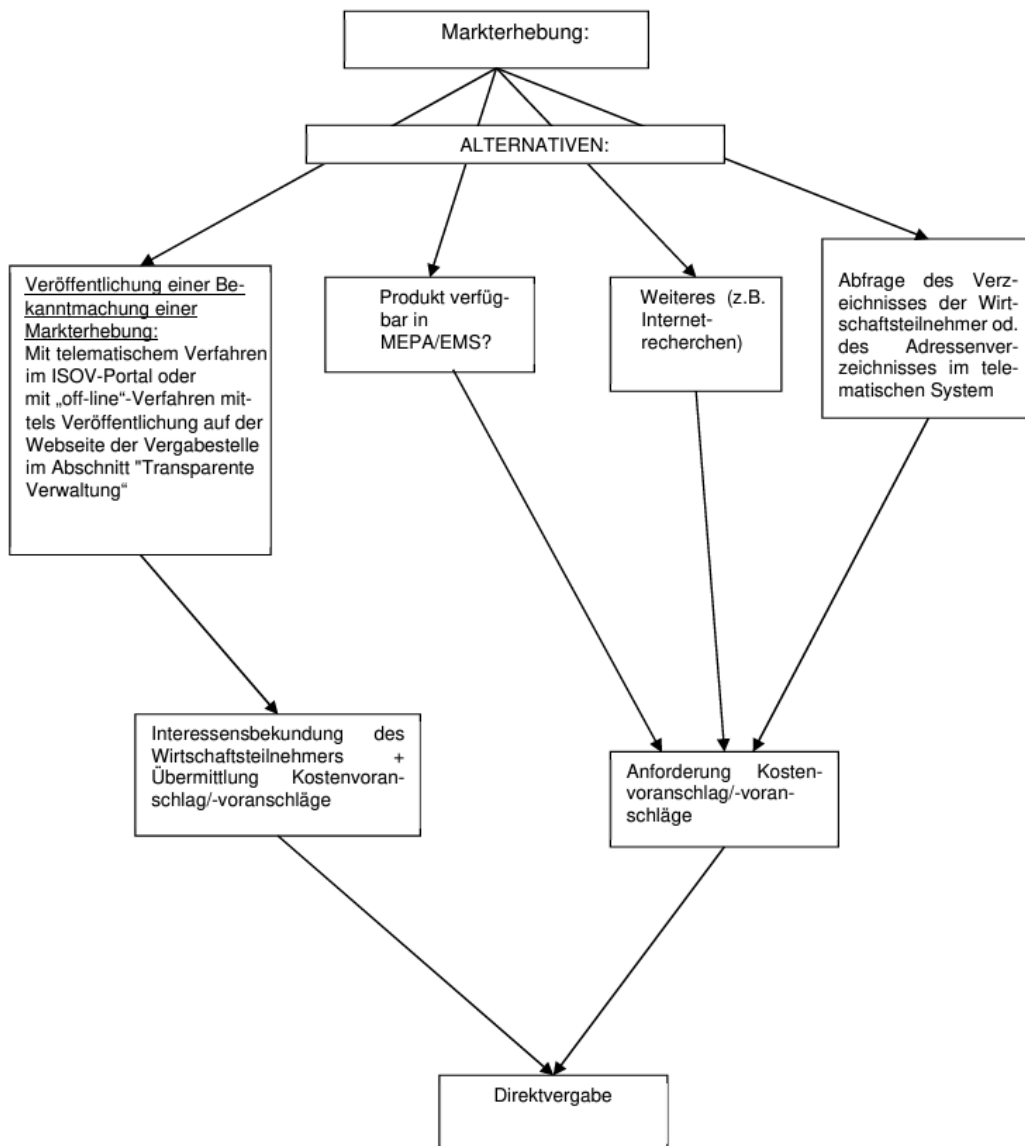 Markterhebung:
ALTERNATIVEN:
Veröffentlichung einer Be-
kanntmachung einer
Markterhebung:
Mit telematischem Verfahren
im ISOV-Portal oder
mit „off-line“-Verfahren mit-
tels Veröffentlichung auf der
Webseite der Vergabestelle
im Abschnitt "Transparente
Verwaltung“
Produkt verfüg-
bar in
MEPA/EMS?
Weiteres (z.B.
Internet-
recherchen)
Abfrage des Verz-
eichnisses der Wirt-
schaftsteilnehmer od.
des Adressenver-
zeichnisses im tele-
matischen System
Interessensbekundung des
Wirtschaftsteilnehmers +
Übermittlung Kostenvoran-
schlag/-voranschläge
Anforderung Kosten-
voranschlag/-voran-
schläge
Direktvergabe